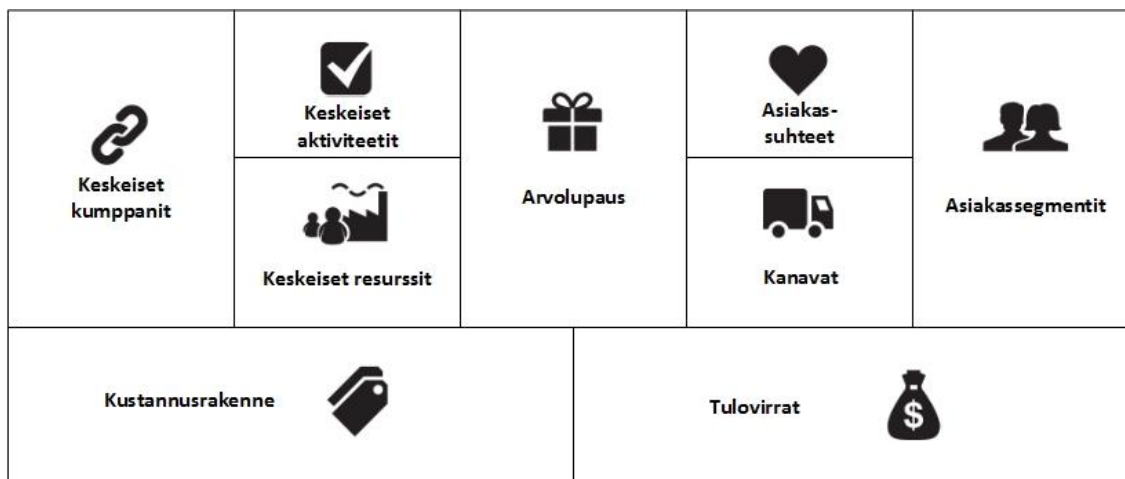 Keskeiset
kumppanit
Keskeiset
aktiviteetit
Keskeiset resurssit
Arvolupaus
Asiakas-
suhteet
Kanavat
Asiakassegmentit
Kustannusrakenne
Tulovirrat
$